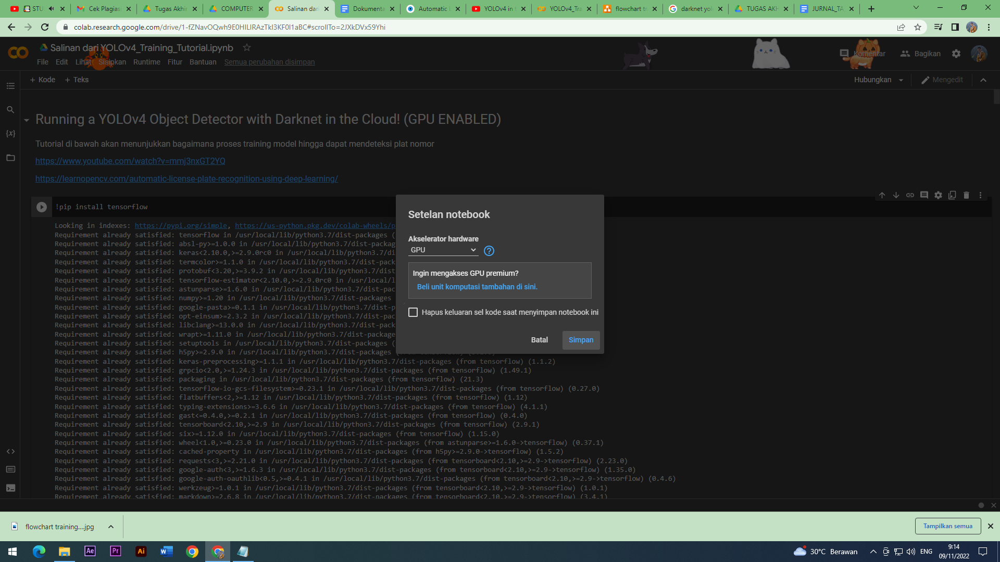 STU
Cek Plagias
Tugas Akhir
COMPUTER
Salinan dari
Dokumenta
Automatic L
YOLOv4 in t
YOLOv4_Tra
flowchart tr
darknet yol
TUGAS AKH
JURNAL_TA
colab.research.google.com/drive/1-fZNavOQwh9E0HILIRAzTkI3KF0l1aBC#scrollTo=2JXkDVx59Yhi
Salinan dari YOLOv4_Training_Tutorial.ipynb
File Edit Lihat Sisipkan Runtime Fitur Bantuan Semua perubahan disimpan
Komentar Bagikan
+ Kode + Teks
Hubungkan Mengedit
Running a YOLOv4 Object Detector with Darknet in the Cloud! (GPU ENABLED)
Tutorial di bawah akan menunjukkan bagaimana proses training model hingga dapat mendeteksi plat nomor
https://www.youtube.com/watch?v=mmj3nxGT2YQ
https://learnopencv.com/automatic-license-plate-recognition-using-deep-learning/
!pip install tensorflow
Looking in indexes: https://pypi.org/simple, https://us-python.pkg.dev/colab-wheels/p
Requirement already satisfied: tensorflow in /usr/local/lib/python3.7/dist-packages (
Requirement already satisfied: absl-py>=1.0.0 in /usr/local/lib/python3.7/dist-packag
Requirement already satisfied: keras<2.10.0,>=2.9.0rc0 in /usr/local/lib/python3.7/di
Requirement already satisfied: termcolor>=1.1.0 in /usr/local/lib/python3.7/dist-pack
Requirement already satisfied: protobuf<3.20,>=3.9.2 in /usr/local/lib/python3.7/dist
Requirement already satisfied: tensorflow-estimator<2.10.0,>=2.9.0rc0 in /usr/local/l
Requirement already satisfied: astunparse>=1.6.0 in /usr/local/lib/python3.7/dist-pac
Requirement already satisfied: numpy>=1.20 in /usr/local/lib/python3.7/dist-packages
Requirement already satisfied: google-pasta>=0.1.1 in /usr/local/lib/python3.7/dist-p
Requirement already satisfied: opt-einsum>=2.3.2 in /usr/local/lib/python3.7/dist-pac
Requirement already satisfied: libclang>=13.0.0 in /usr/local/lib/python3.7/dist-pack
Requirement already satisfied: wrapt>=1.11.0 in /usr/local/lib/python3.7/dist-package
Requirement already satisfied: setuptools in /usr/local/lib/python3.7/dist-packages (
Requirement already satisfied: h5py>=2.9.0 in /usr/local/lib/python3.7/dist-packages
Requirement already satisfied: keras-preprocessing>=1.1.1 in /usr/local/lib/python3.7/dist-packages (from tensorflow) (1.1.2)
Requirement already satisfied: grpcio<2.0,>=1.24.3 in /usr/local/lib/python3.7/dist-packages (from tensorflow) (1.49.1)
Requirement already satisfied: packaging in /usr/local/lib/python3.7/dist-packages (from tensorflow) (21.3)
Requirement already satisfied: tensorflow-io-gcs-filesystem>=0.23.1 in /usr/local/lib/python3.7/dist-packages (from tensorflow) (0.27.0)
Requirement already satisfied: flatbuffers<2,>=1.12 in /usr/local/lib/python3.7/dist-packages (from tensorflow) (1.12)
Requirement already satisfied: typing-extensions>=3.6.6 in /usr/local/lib/python3.7/dist-packages (from tensorflow) (4.1.1)
Requirement already satisfied: gast<=0.4.0,>=0.2.1 in /usr/local/lib/python3.7/dist-packages (from tensorflow) (0.4.0)
Requirement already satisfied: tensorboard<2.10,>=2.9 in /usr/local/lib/python3.7/dist-packages (from tensorflow) (2.9.1)
Requirement already satisfied: six>=1.12.0 in /usr/local/lib/python3.7/dist-packages (from tensorflow) (1.15.0)
Requirement already satisfied: wheel<1.0,>=0.23.0 in /usr/local/lib/python3.7/dist-packages (from astunparse>=1.6.0->tensorflow) (0.37.1)
Requirement already satisfied: cached-property in /usr/local/lib/python3.7/dist-packages (from h5py>=2.9.0->tensorflow) (1.5.2)
Requirement already satisfied: requests<3,>=2.21.0 in /usr/local/lib/python3.7/dist-packages (from tensorboard<2.10,>=2.9->tensorflow) (2.23.0)
Requirement already satisfied: google-auth<3,>=1.6.3 in /usr/local/lib/python3.7/dist-packages (from tensorboard<2.10,>=2.9->tensorflow) (1.35.0)
Requirement already satisfied: google-auth-oauthlib<0.5,>=0.4.1 in /usr/local/lib/python3.7/dist-packages (from tensorboard<2.10,>=2.9->tensorflow) (0.4.6)
Requirement already satisfied: werkzeug>=1.0.1 in /usr/local/lib/python3.7/dist-packages (from tensorboard<2.10,>=2.9->tensorflow) (1.0.1)
Requirement already satisfied: markdown>=2.6.8 in /usr/local/lib/python3.7/dist-packages (from tensorboard<2.10,>=2.9->tensorflow) (3.4.1)
Setelan notebook
Akselerator hardware
GPU
?
Ingin mengakses GPU premium?
Beli unit komputasi tambahan di sini.
Hapus keluaran sel kode saat menyimpan notebook ini
Batal Simpan
flowchart training....jpg
Tampilkan semua
Ae Pr Ai W
30°C Berawan
ENG
9:14
09/11/2022